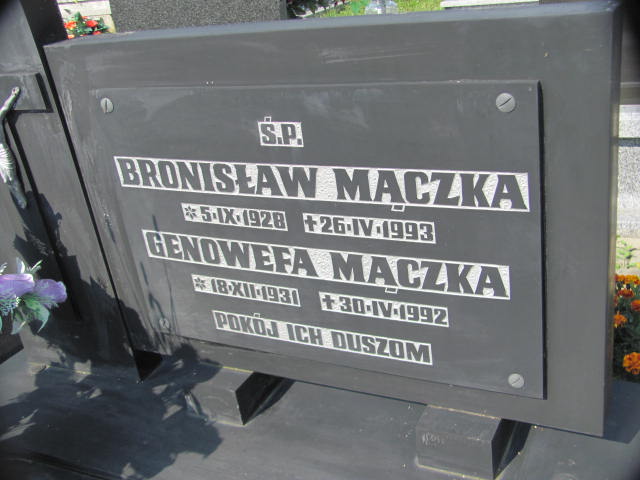 Ś.P.
BRONISŁAW MĄCZKA
*5·IX·1928 ✝26·IV·1993
GENOWEFA MĄCZKA
*18·XII·1931 ✝30·IV·1992
POKÓJ ICH DUSZOM